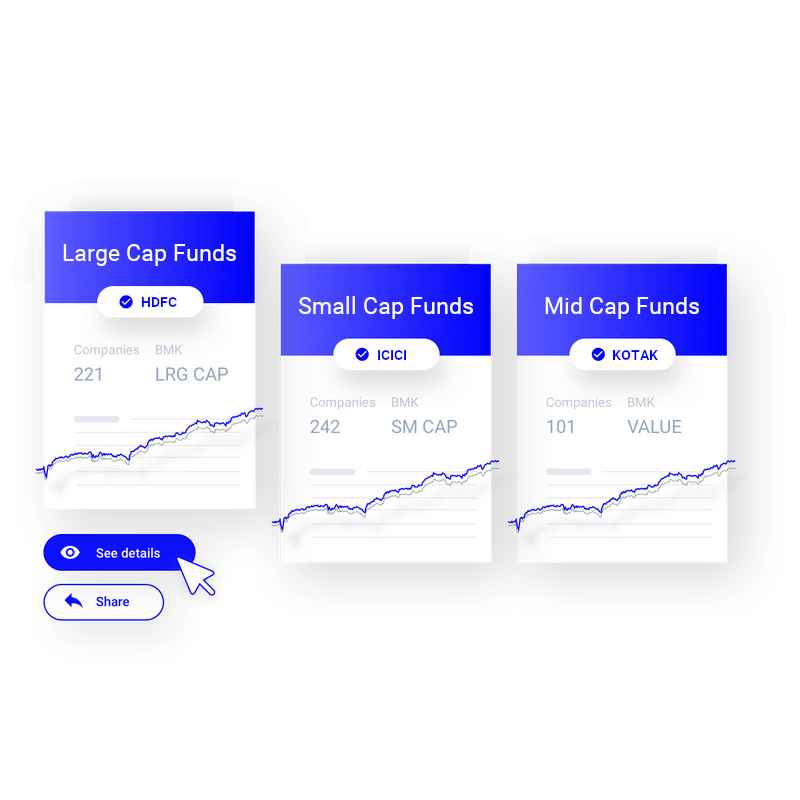 Large Cap Funds
HDFC
Companies BMK
221 LRG CAP
See details
Share
Small Cap Funds
ICICI
Companies BMK
242 SM CAP
Mid Cap Funds
KOTAK
Companies BMK
101 VALUE